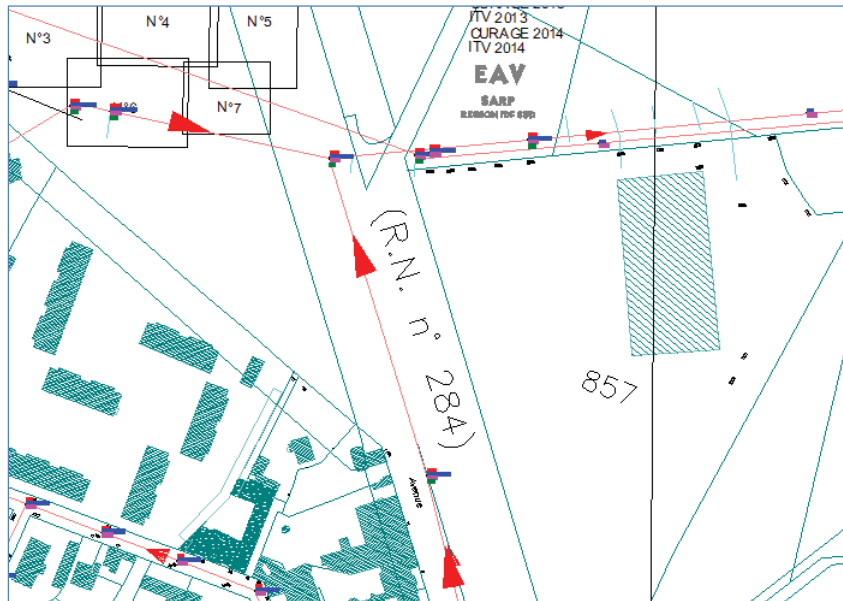 N°4
N°5
N°3
N°7
ITV 2013
CURAGE 2014
ITV 2014
EAV
SARP
(R.N. n° 284)
857
Avenue